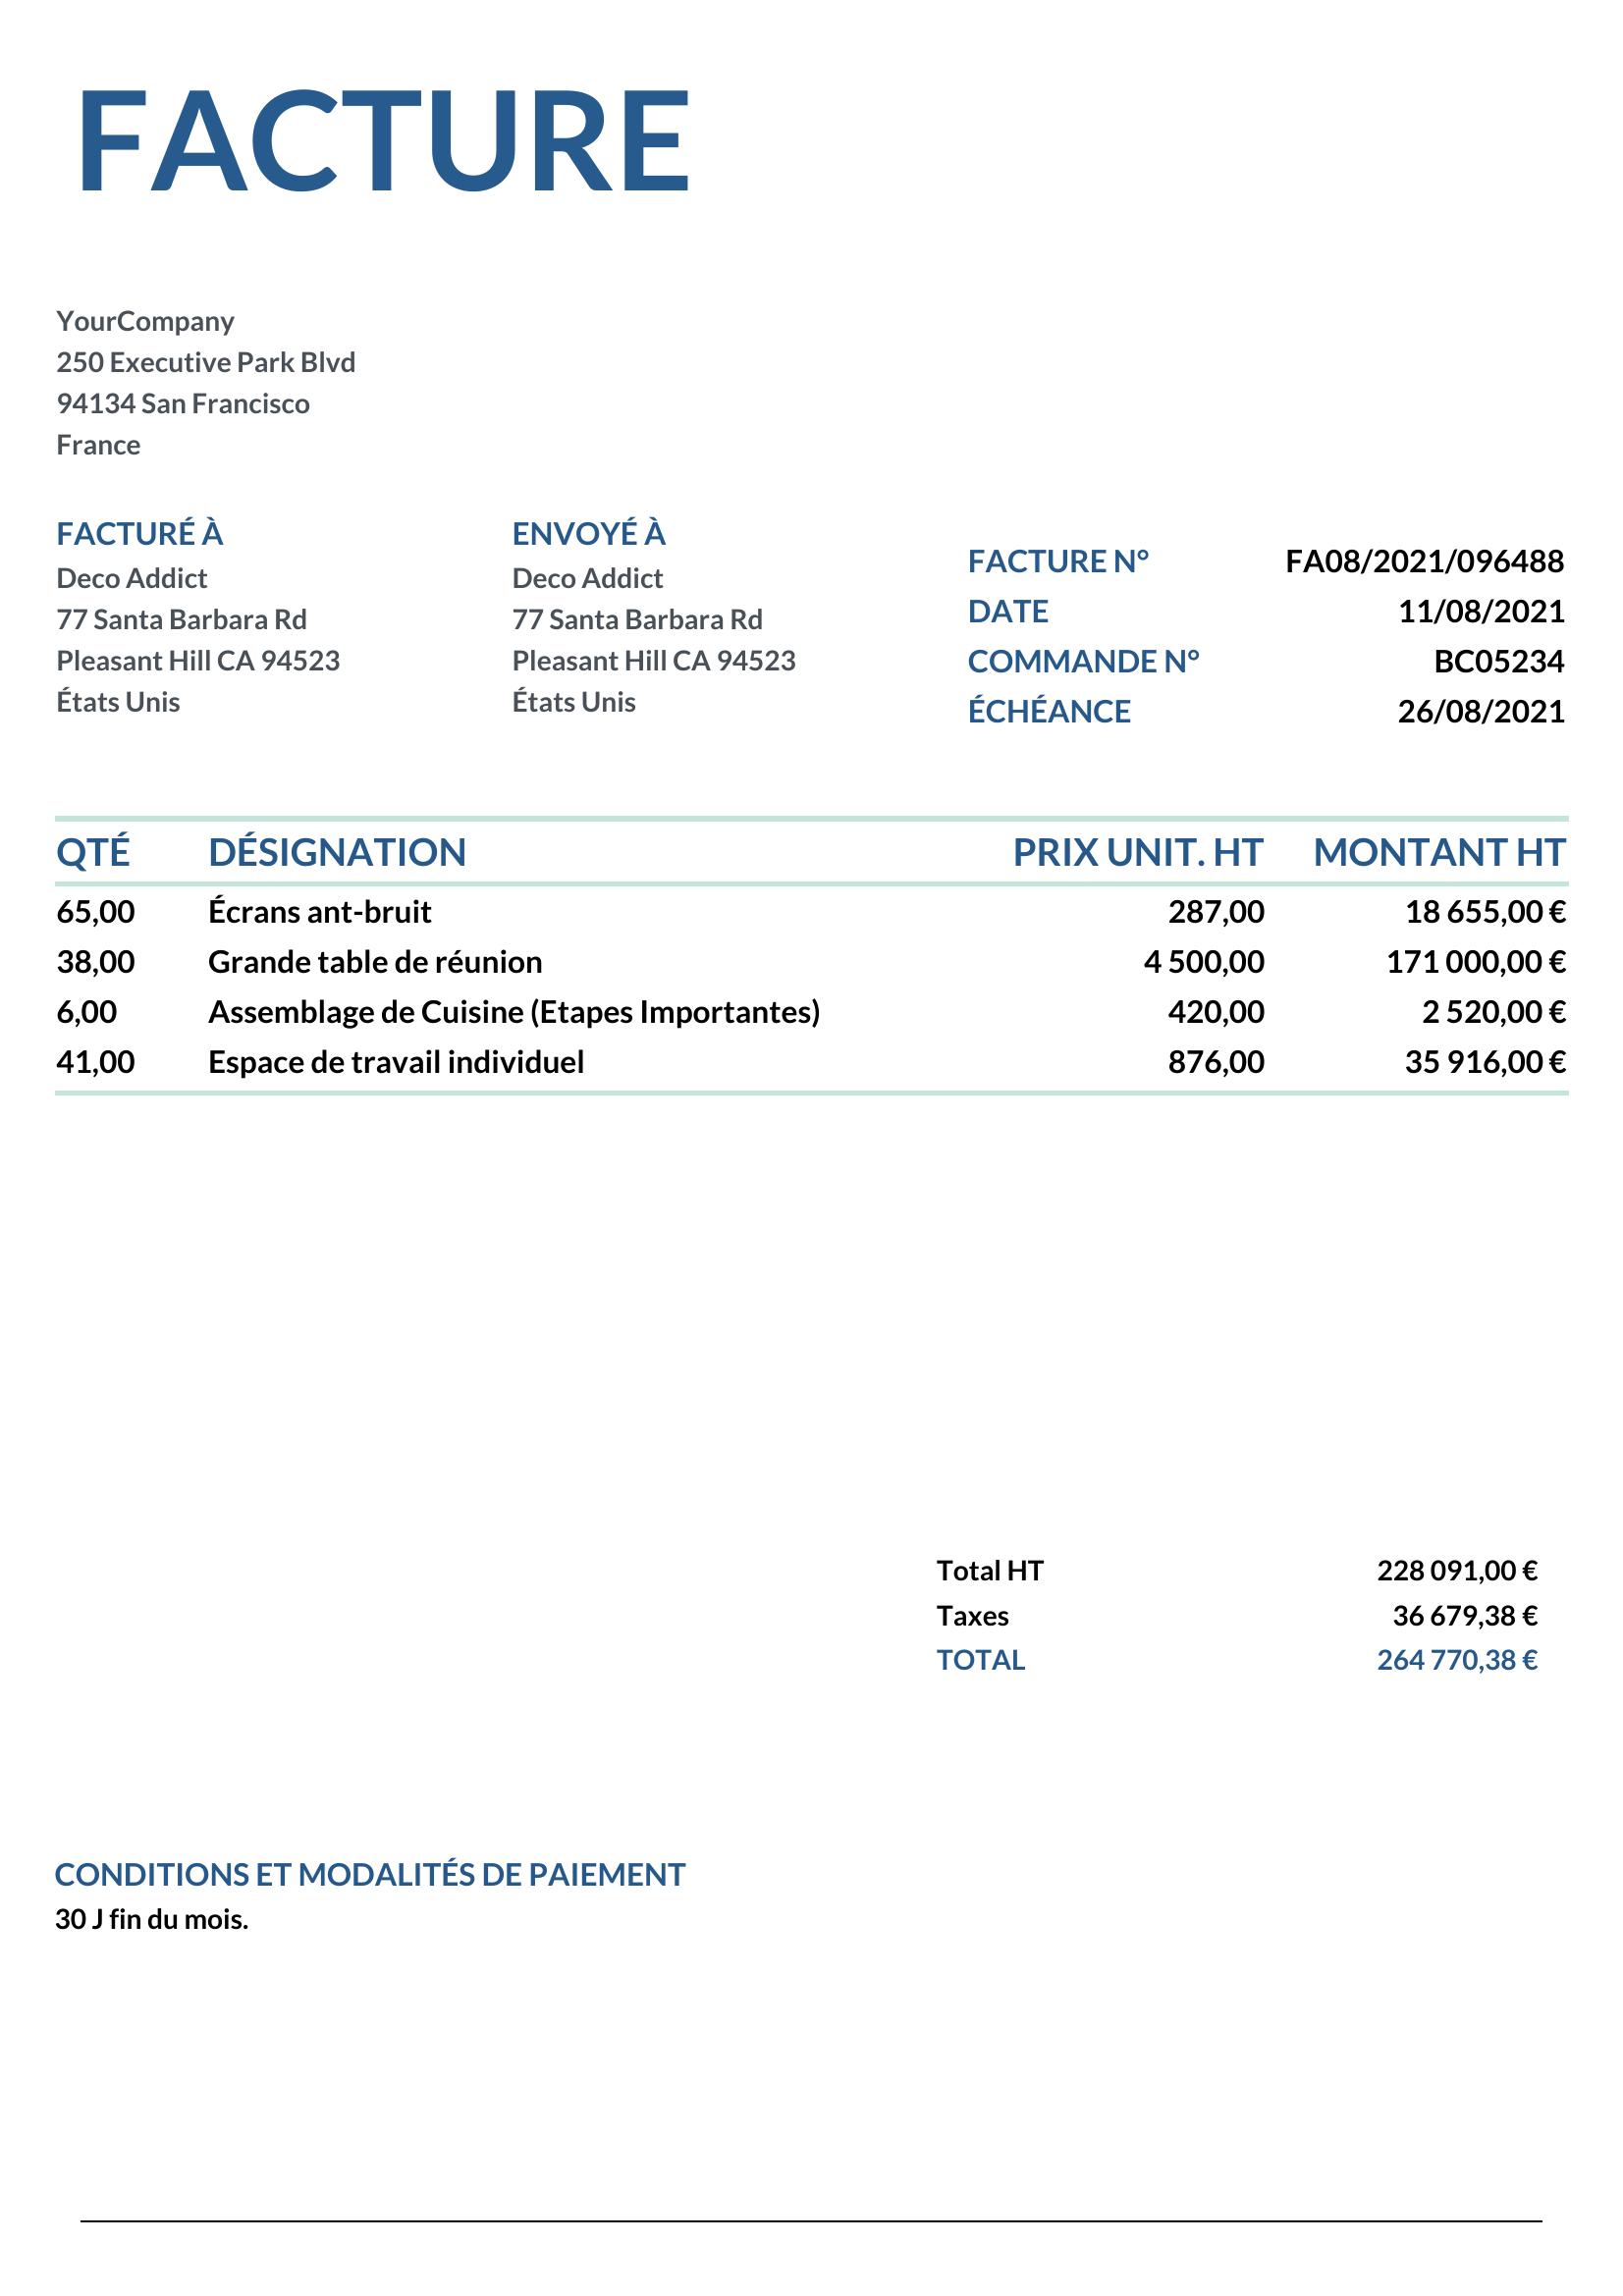 FACTURE
YourCompany
250 Executive Park Blvd
94134 San Francisco
France
FACTURÉ À
Deco Addict
77 Santa Barbara Rd
Pleasant Hill CA 94523
États Unis
ENVOYÉ À
Deco Addict
77 Santa Barbara Rd
Pleasant Hill CA 94523
États Unis
FACTURE N° FA08/2021/096488
DATE 11/08/2021
COMMANDE N° BC05234
ÉCHÉANCE 26/08/2021
QTÉ DÉSIGNATION PRIX UNIT. HT MONTANT HT
65,00 Écrans ant-bruit 287,00 18 655,00 €
38,00 Grande table de réunion 4 500,00 171 000,00 €
6,00 Assemblage de Cuisine (Etapes Importantes) 420,00 2 520,00 €
41,00 Espace de travail individuel 876,00 35 916,00 €
Total HT 228 091,00 €
Taxes 36 679,38 €
TOTAL 264 770,38 €
CONDITIONS ET MODALITÉS DE PAIEMENT
30 J fin du mois.